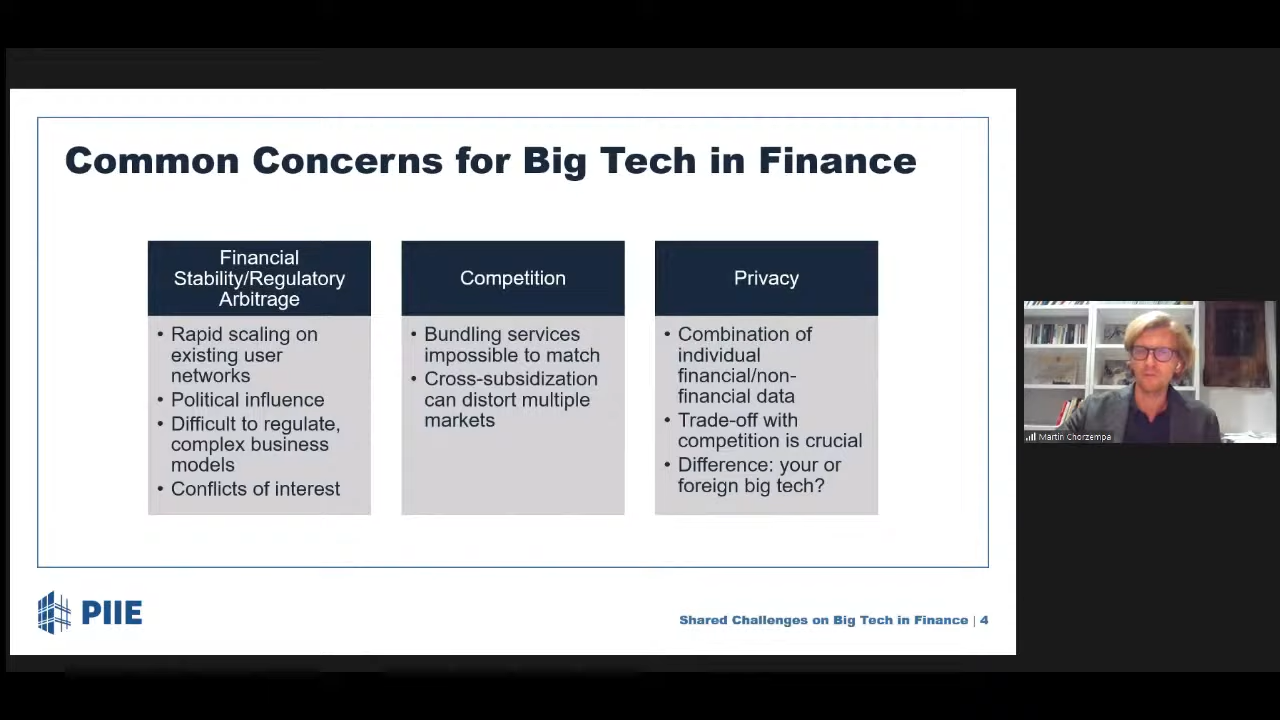 Common Concerns for Big Tech in Finance
Financial
Stability/Regulatory
Arbitrage
• Rapid scaling on
existing user
networks
• Political influence
• Difficult to regulate,
complex business
models
• Conflicts of interest
Competition
• Bundling services
impossible to match
• Cross-subsidization
can distort multiple
markets
Privacy
• Combination of
individual
financial/non-
financial data
• Trade-off with
competition is crucial
• Difference: your or
foreign big tech?
Martin Chorzempa
PIIE
Shared Challenges on Big Tech in Finance | 4